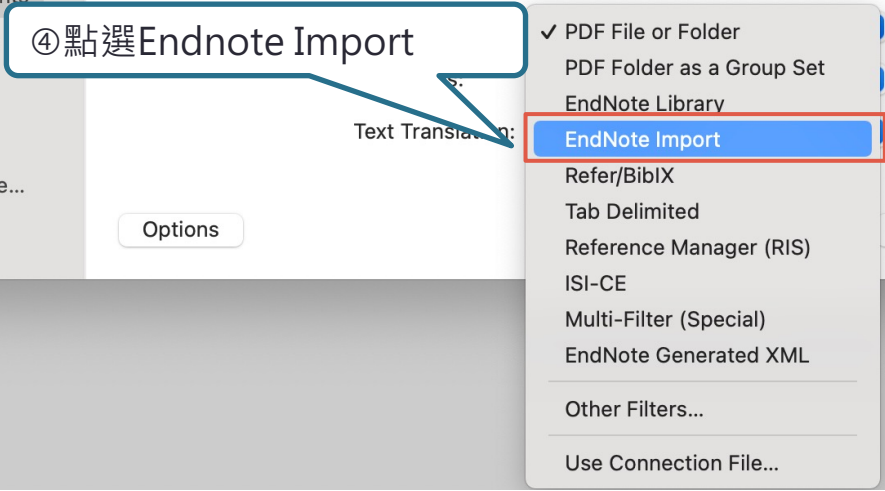 ④點選Endnote Import
✓ PDF File or Folder
PDF Folder as a Group Set
s:
EndNote Library
Text Translation:
EndNote Import
e...
Refer/BibIX
Tab Delimited
Options
Reference Manager (RIS)
ISI-CE
Multi-Filter (Special)
EndNote Generated XML
Other Filters...
Use Connection File...